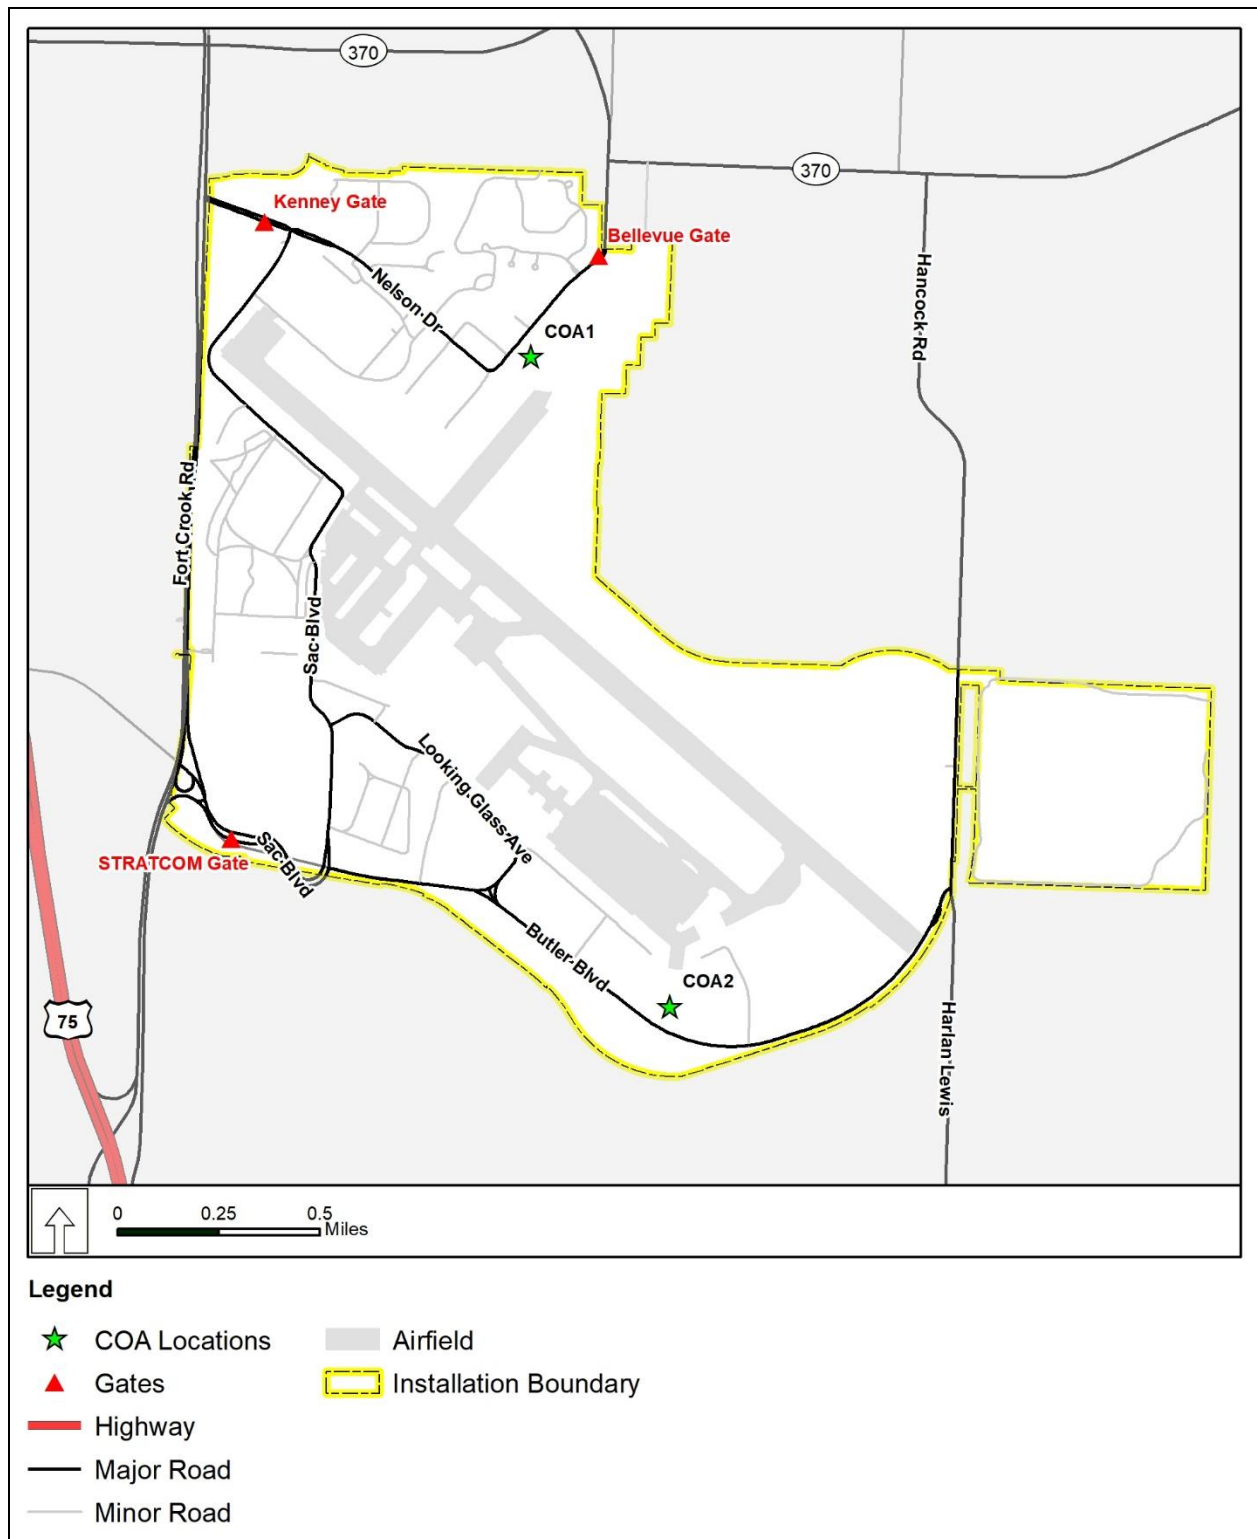 370
370
Kenney Gate
Bellevue Gate
Nelson Dr
COA1
Hancock Rd
Fort Crook Rd
Sac Blvd
Looking Glass Ave
STRATCOM Gate
Sac Blvd
Butler Blvd
COA2
75
Harlan Lewis
0 0.25 0.5
Miles
Legend
COA Locations
Airfield
Gates
Installation Boundary
Highway
Major Road
Minor Road